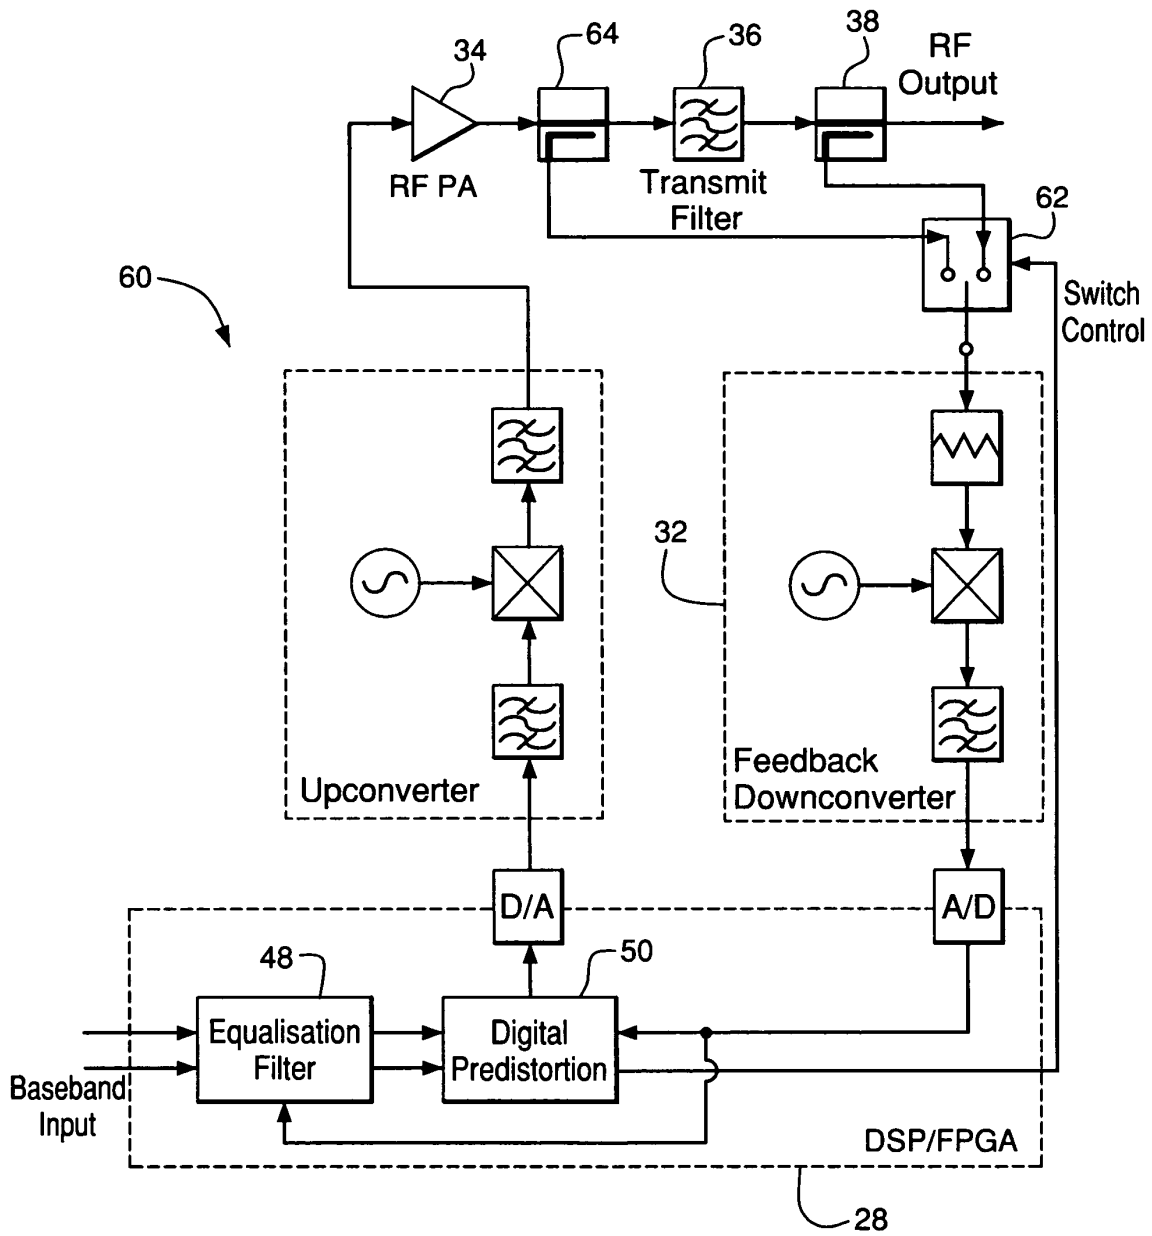 34
64
36
38
RF
Output
RF PA
Transmit
Filter
62
60
Switch
Control
32
Upconverter
Feedback
Downconverter
D/A
A/D
48
50
Equalisation
Filter
Digital
Predistortion
Baseband
Input
DSP/FPGA
28